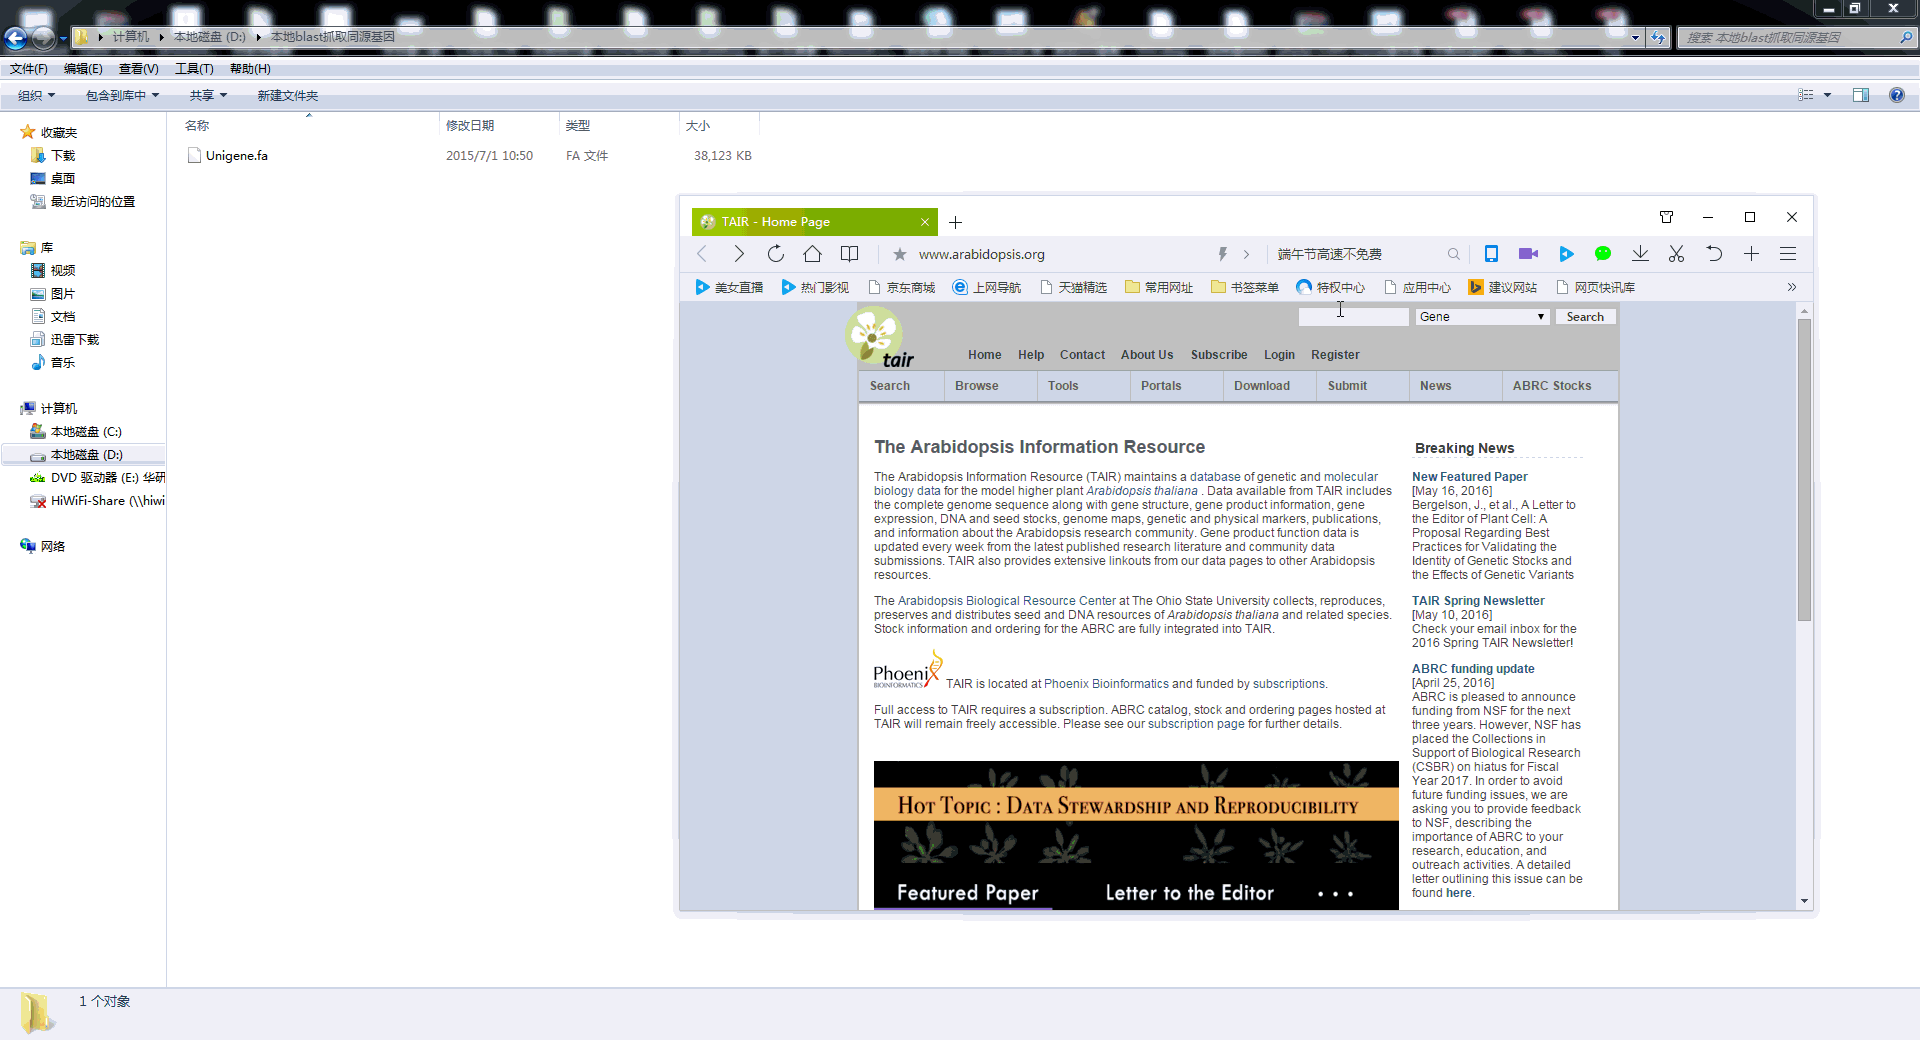 计算机 本地磁盘 (D:) 本地blast抓取同源基因
搜索 本地blast抓取同源基因
文件(F) 编辑(E) 查看(V) 工具(T) 帮助(H)
组织 包含到库中 共享 新建文件夹
名称 修改日期 类型 大小
Unigene.fa 2015/7/1 10:50 FA 文件 38,123 KB
收藏夹
下载
桌面
最近访问的位置
库
视频
图片
文档
迅雷下载
音乐
计算机
本地磁盘 (C:)
本地磁盘 (D:)
DVD 驱动器 (E:) 华研
HiWiFi-Share (\\hiwi
网络
1 个对象
TAIR - Home Page
www.arabidopsis.org 端午节高速不免费
美女直播 热门影视 京东商城 上网导航 天猫精选 常用网址 书签菜单 特权中心 应用中心 建议网站 网页快讯库
tair
Gene Search
Home Help Contact About Us Subscribe Login Register
Search Browse Tools Portals Download Submit News ABRC Stocks
The Arabidopsis Information Resource
The Arabidopsis Information Resource (TAIR) maintains a database of genetic and molecular
biology data for the model higher plant Arabidopsis thaliana . Data available from TAIR includes
the complete genome sequence along with gene structure, gene product information, gene
expression, DNA and seed stocks, genome maps, genetic and physical markers, publications,
and information about the Arabidopsis research community. Gene product function data is
updated every week from the latest published research literature and community data
submissions. TAIR also provides extensive linkouts from our data pages to other Arabidopsis
resources.
The Arabidopsis Biological Resource Center at The Ohio State University collects, reproduces,
preserves and distributes seed and DNA resources of Arabidopsis thaliana and related species.
Stock information and ordering for the ABRC are fully integrated into TAIR.
Phoenix
BIOINFORMATICS
TAIR is located at Phoenix Bioinformatics and funded by subscriptions.
Full access to TAIR requires a subscription. ABRC catalog, stock and ordering pages hosted at
TAIR will remain freely accessible. Please see our subscription page for further details.
HOT TOPIC : DATA STEWARDSHIP AND REPRODUCIBILITY
Featured Paper Letter to the Editor • • •
Breaking News
New Featured Paper
[May 16, 2016]
Bergelson, J., et al., A Letter to
the Editor of Plant Cell: A
Proposal Regarding Best
Practices for Validating the
Identity of Genetic Stocks and
the Effects of Genetic Variants
TAIR Spring Newsletter
[May 10, 2016]
Check your email inbox for the
2016 Spring TAIR Newsletter!
ABRC funding update
[April 25, 2016]
ABRC is pleased to announce
funding from NSF for the next
three years. However, NSF has
placed the Collections in
Support of Biological Research
(CSBR) on hiatus for Fiscal
Year 2017. In order to avoid
future funding issues, we are
asking you to provide feedback
to NSF, describing the
importance of ABRC to your
research, education, and
outreach activities. A detailed
letter outlining this issue can be
found here.